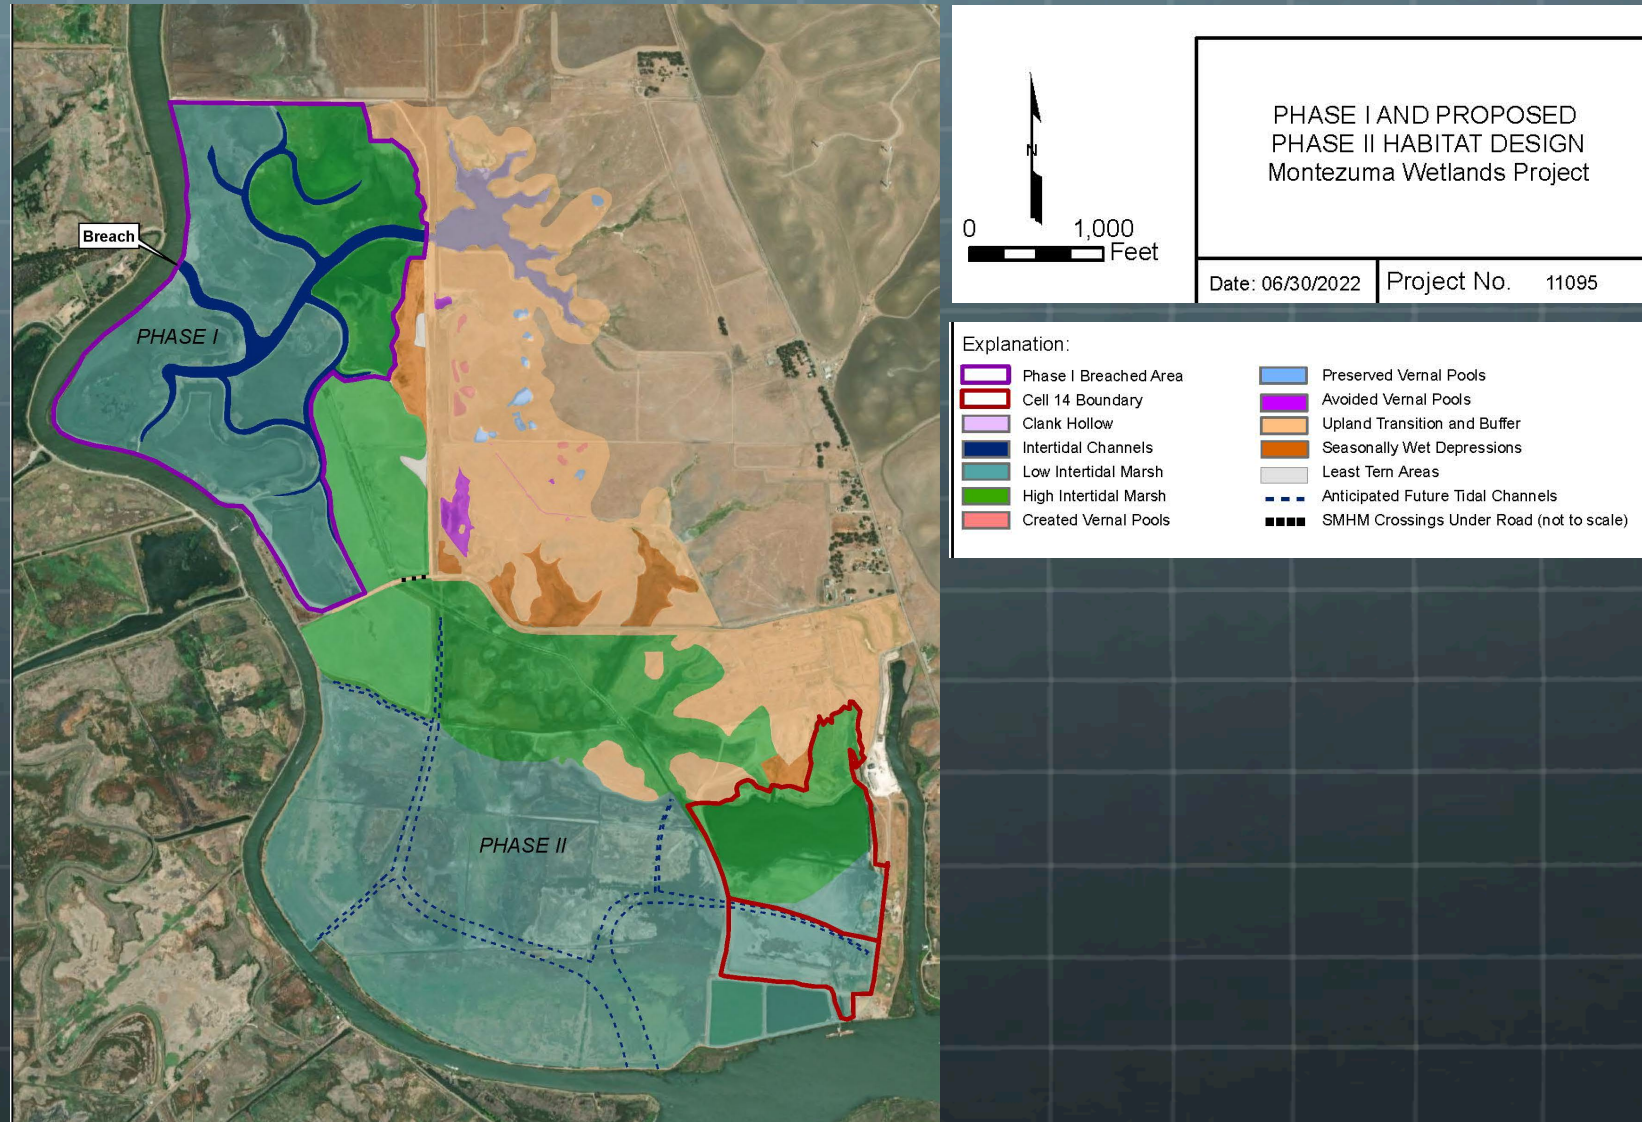 Breach
PHASE I
PHASE II
N
0 1,000
Feet
PHASE I AND PROPOSED
PHASE II HABITAT DESIGN
Montezuma Wetlands Project
Date: 06/30/2022 Project No. 11095
Explanation:
Phase I Breached Area
Cell 14 Boundary
Clank Hollow
Intertidal Channels
Low Intertidal Marsh
High Intertidal Marsh
Created Vernal Pools
Preserved Vernal Pools
Avoided Vernal Pools
Upland Transition and Buffer
Seasonally Wet Depressions
Least Tern Areas
Anticipated Future Tidal Channels
SMHM Crossings Under Road (not to scale)